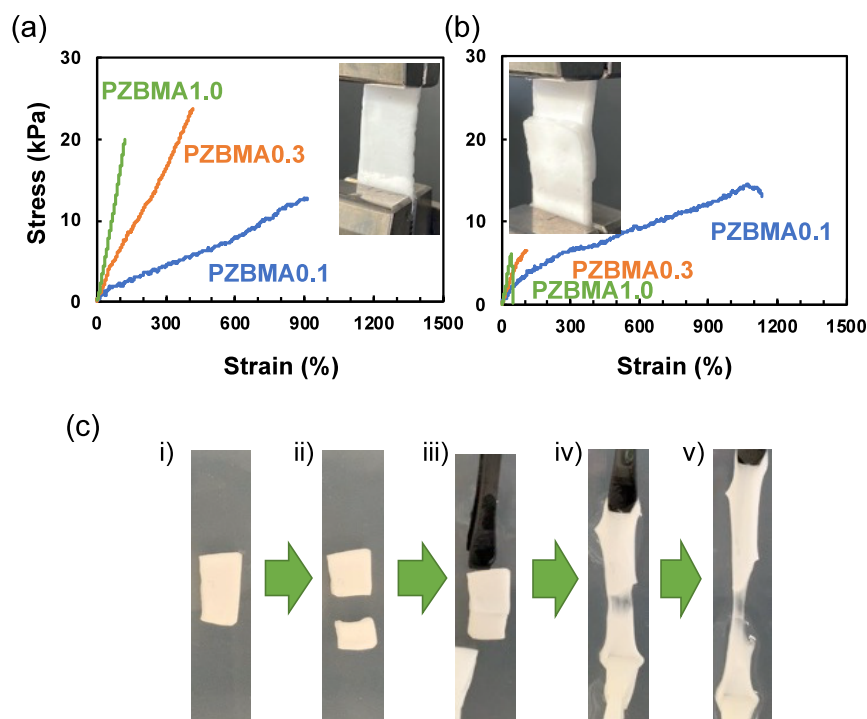 (a)
30
20
10
0
Stress (kPa)
PZBMA1.0
PZBMA0.3
PZBMA0.1
0 300 600 900 1200 1500
Strain (%)
(b)
30
20
10
0
PZBMA0.1
PZBMA0.3
PZBMA1.0
0 300 600 900 1200 1500
Strain (%)
(c)
i) ii) iii) iv) v)